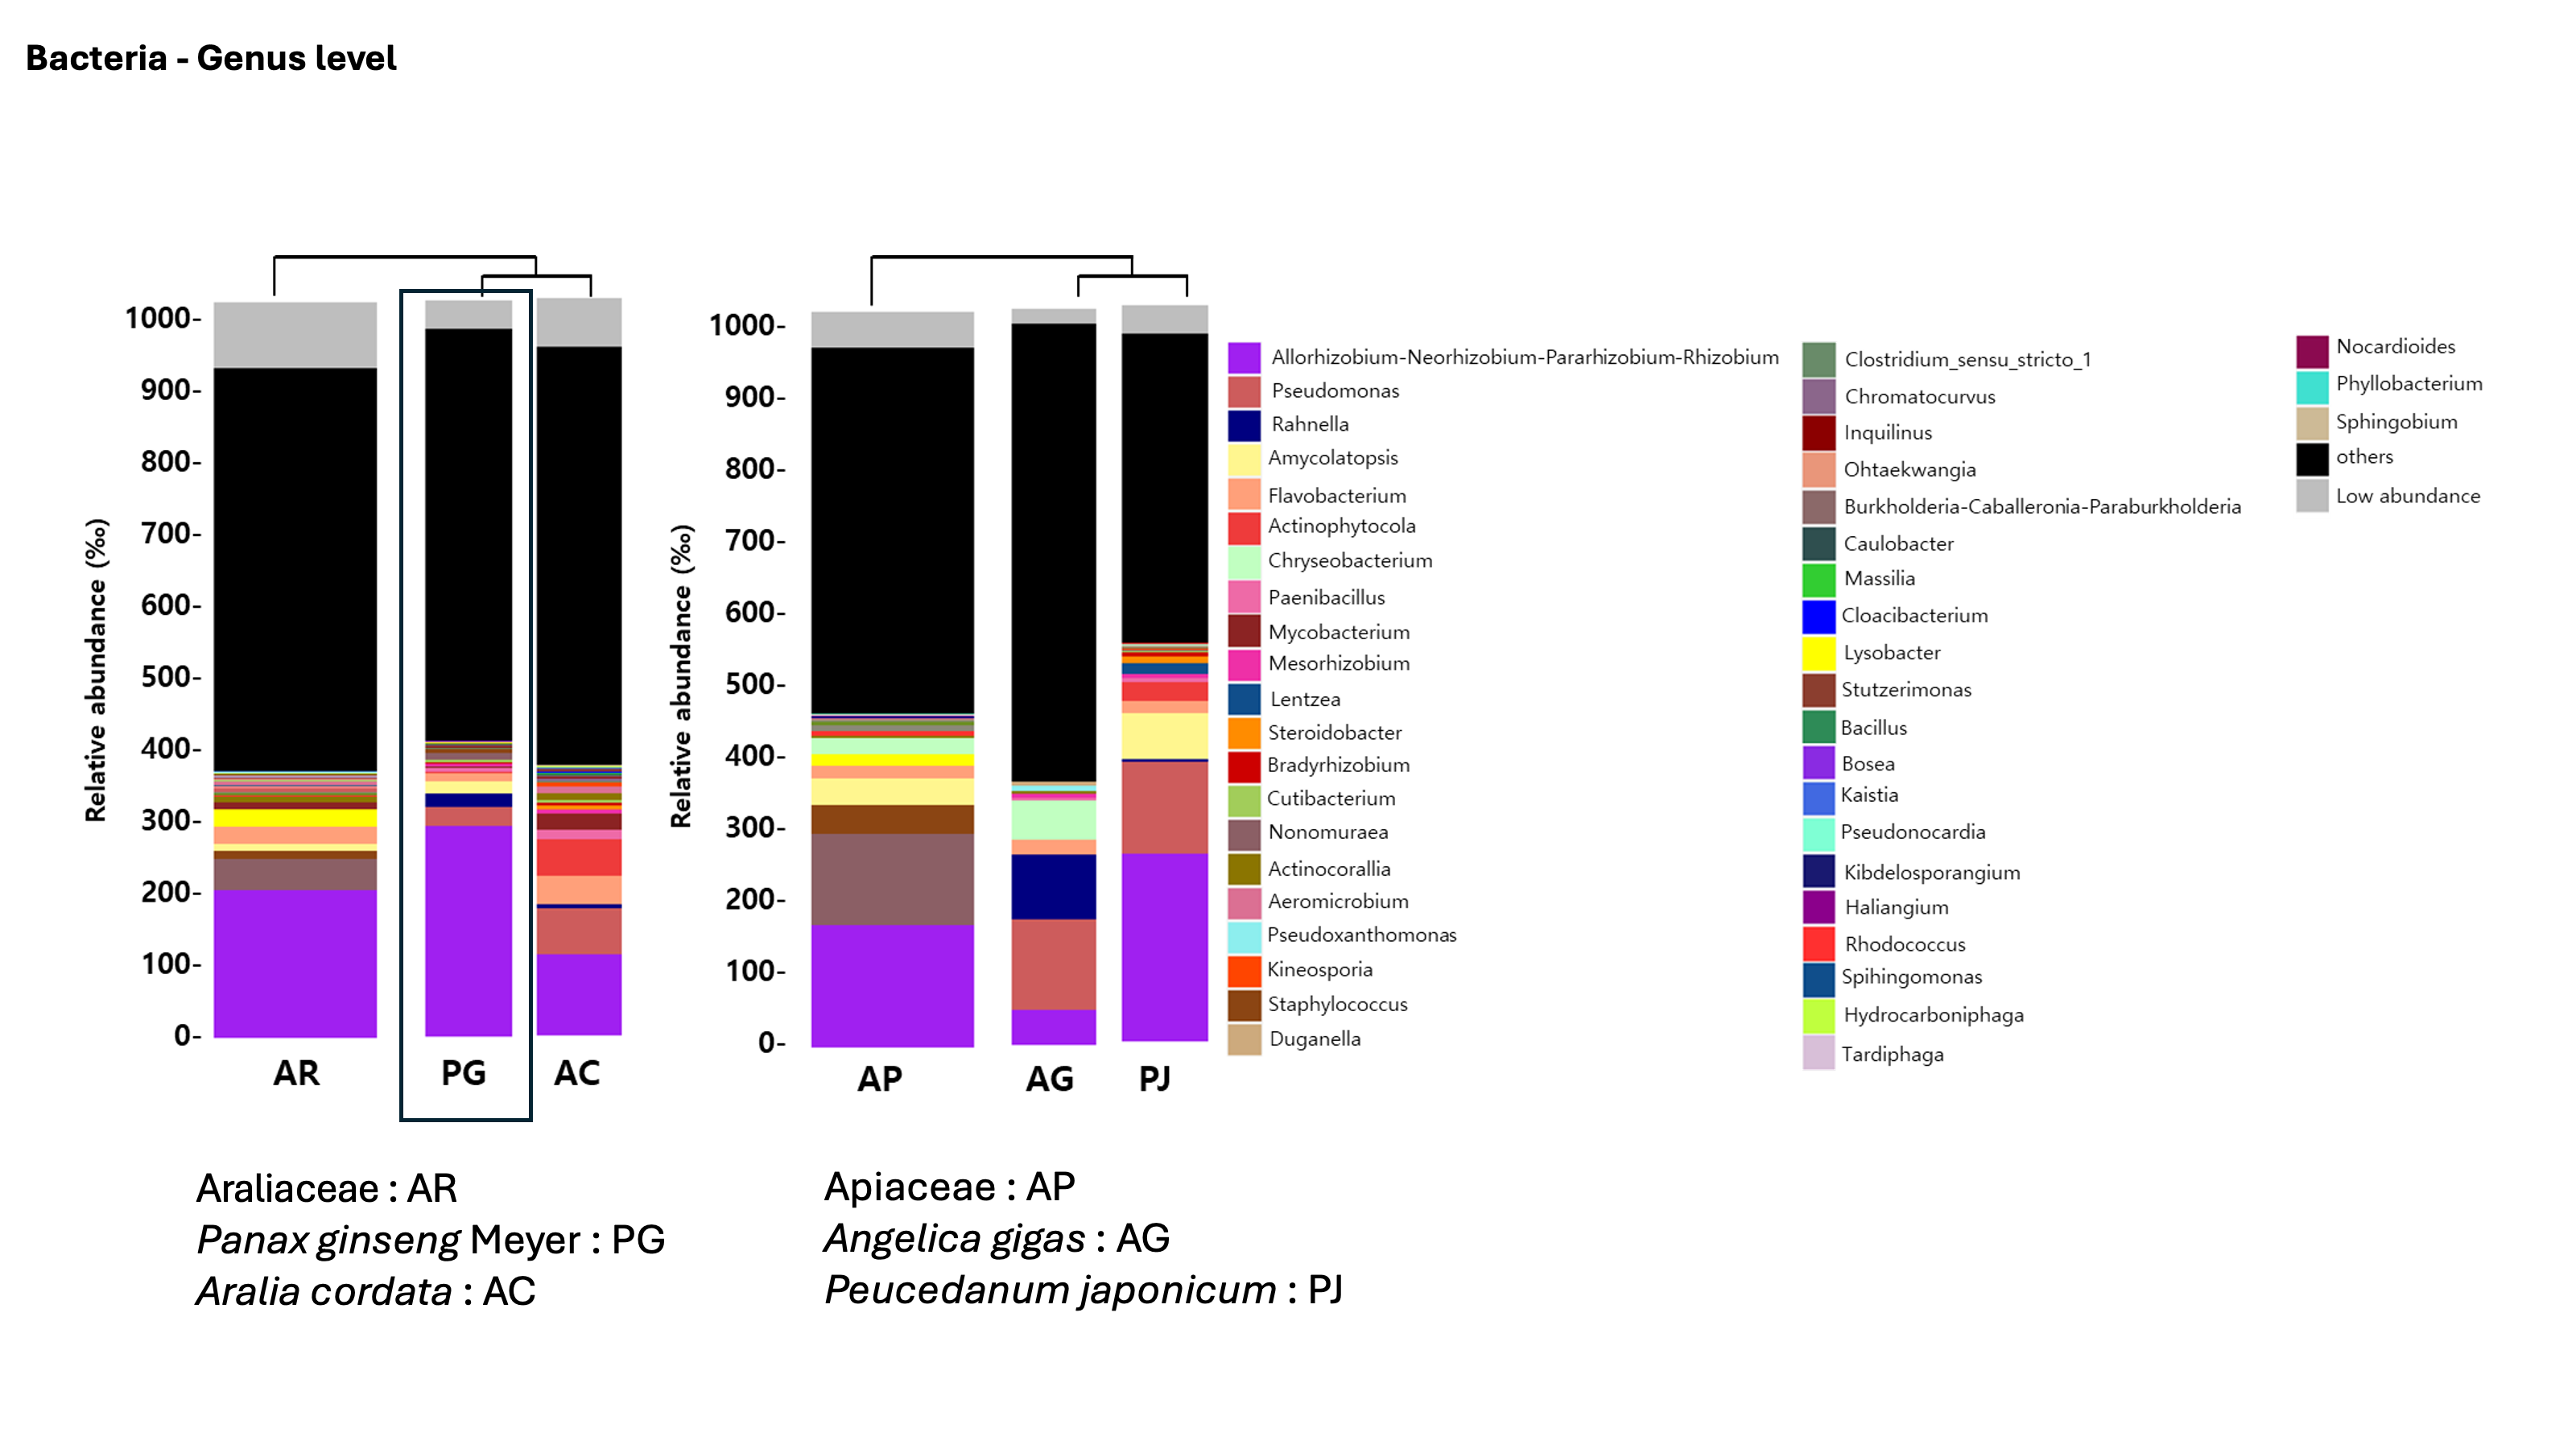 Bacteria - Genus level
Relative abundance (‰)
1000-
900-
800-
700-
600-
500-
400-
300-
200-
100-
0-
AR
PG
AC
Relative abundance (‰)
1000-
900-
800-
700-
600-
500-
400-
300-
200-
100-
0-
AP
AG
PJ
Allorhizobium-Neorhizobium-Pararhizobium-Rhizobium
Pseudomonas
Rahnella
Amycolatopsis
Flavobacterium
Actinophytocola
Chryseobacterium
Paenibacillus
Mycobacterium
Mesorhizobium
Lentzea
Steroidobacter
Bradyrhizobium
Cutibacterium
Nonomuraea
Actinocorallia
Aeromicrobium
Pseudoxanthomonas
Kineosporia
Staphylococcus
Duganella
Clostridium_sensu_stricto_1
Chromatocurvus
Inquilinus
Ohtaekwangia
Burkholderia-Caballeronia-Paraburkholderia
Caulobacter
Massilia
Cloacibacterium
Lysobacter
Stutzerimonas
Bacillus
Bosea
Kaistia
Pseudonocardia
Kibdelosporangium
Haliangium
Rhodococcus
Spihingomonas
Hydrocarboniphaga
Tardiphaga
Nocardioides
Phyllobacterium
Sphingobium
others
Low abundance
Araliaceae : AR
Panax ginseng Meyer : PG
Aralia cordata : AC
Apiaceae : AP
Angelica gigas : AG
Peucedanum japonicum : PJ